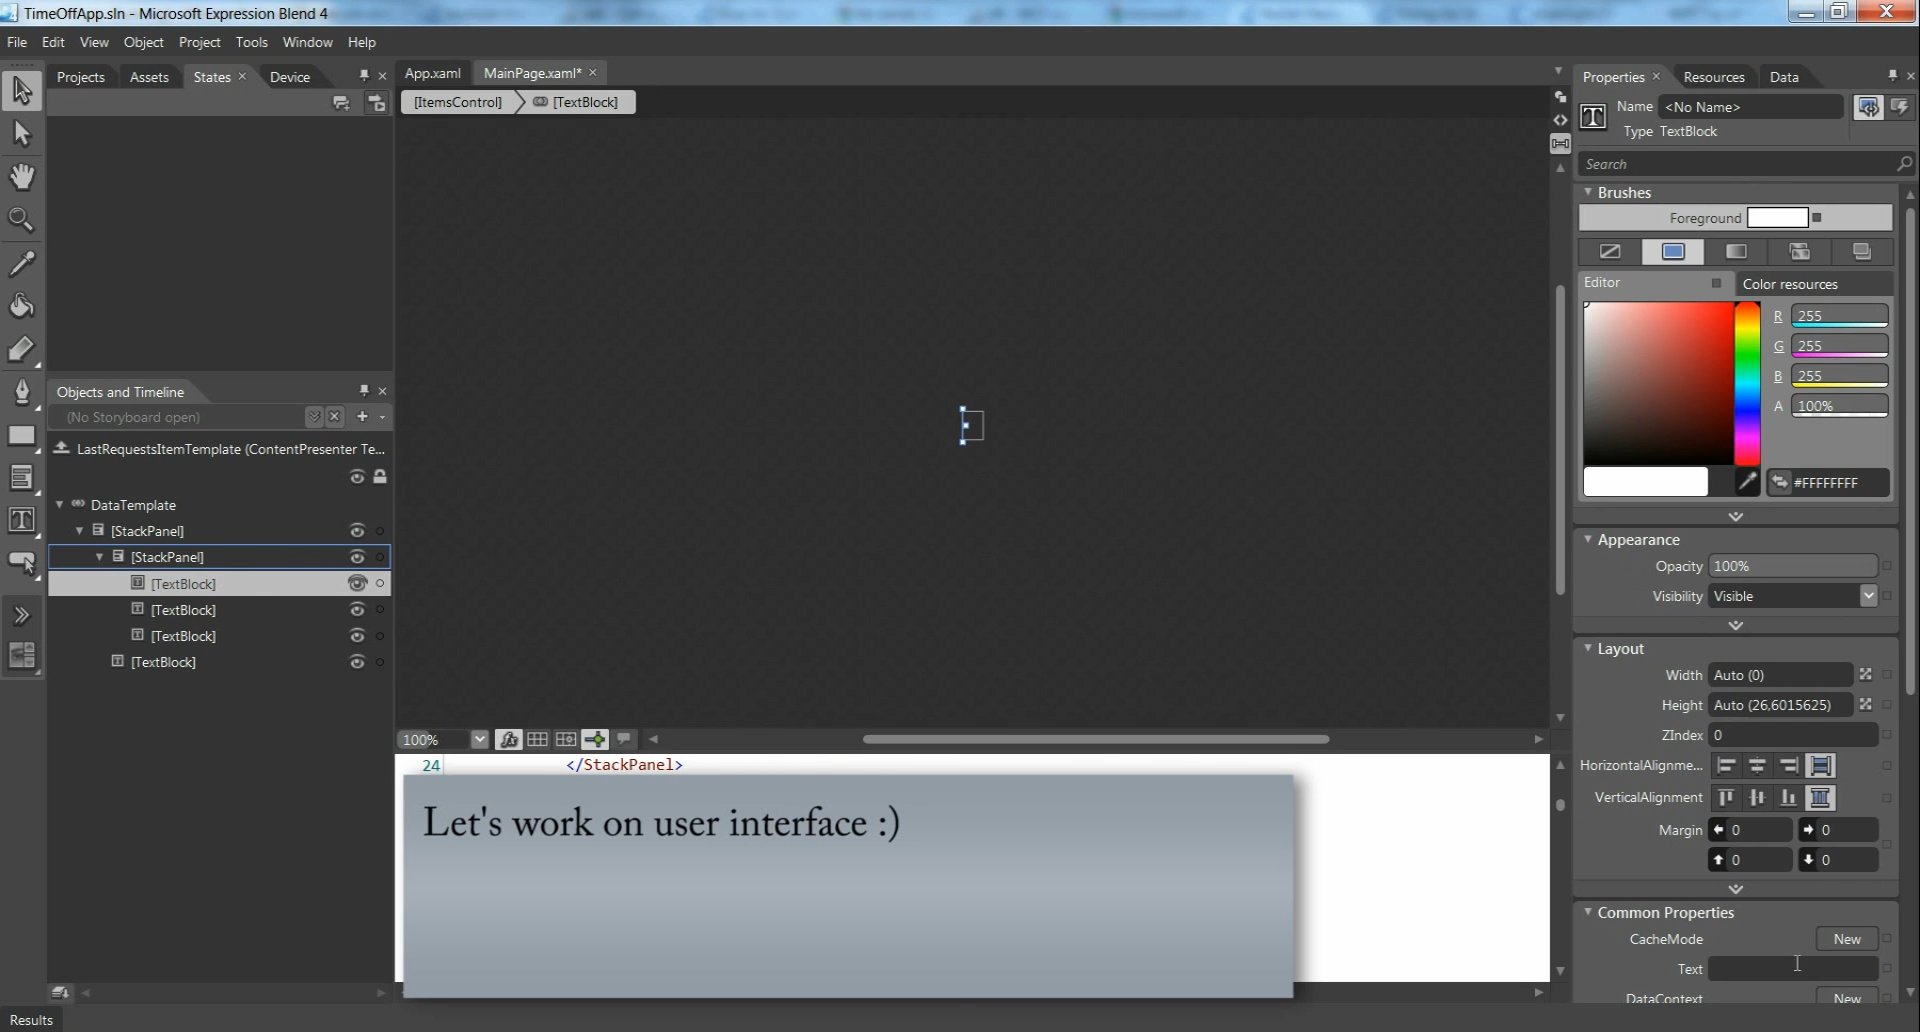 TimeOffApp.sln - Microsoft Expression Blend 4
File Edit View Object Project Tools Window Help
Projects Assets States Device
App.xaml MainPage.xaml*
[ItemsControl] [TextBlock]
Objects and Timeline
(No Storyboard open)
LastRequestsItemTemplate (ContentPresenter Te...
DataTemplate
[StackPanel]
[StackPanel]
[TextBlock]
[TextBlock]
[TextBlock]
[TextBlock]
100%
24 </StackPanel>
Let's work on user interface :)
Results
Properties Resources Data
Name <No Name>
Type TextBlock
Search
Brushes
Foreground
Editor Color resources
R 255
G 255
B 255
A 100%
#FFFFFFFF
Appearance
Opacity 100%
Visibility Visible
Layout
Width Auto (0)
Height Auto (26,6015625)
ZIndex 0
HorizontalAlignme...
VerticalAlignment
Margin 0 0
0 0
Common Properties
CacheMode New
Text
DataContext New